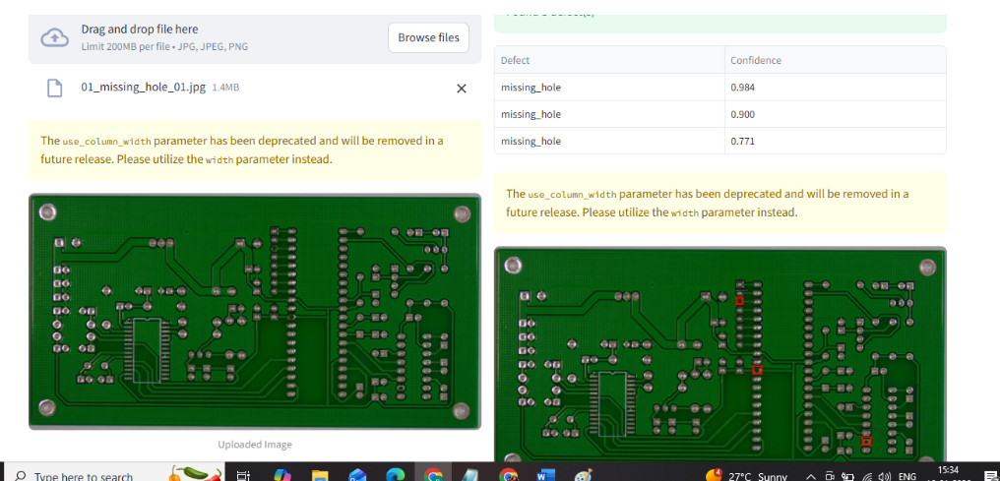 Drag and drop file here
Limit 200MB per file • JPG, JPEG, PNG
Browse files
01_missing_hole_01.jpg 1.4MB
The use_column_width parameter has been deprecated and will be removed in a
future release. Please utilize the width parameter instead.
Uploaded Image
Defect Confidence
missing_hole 0.984
missing_hole 0.900
missing_hole 0.771
The use_column_width parameter has been deprecated and will be removed in a
future release. Please utilize the width parameter instead.
Type here to search
4
27°C Sunny
ENG
15:34